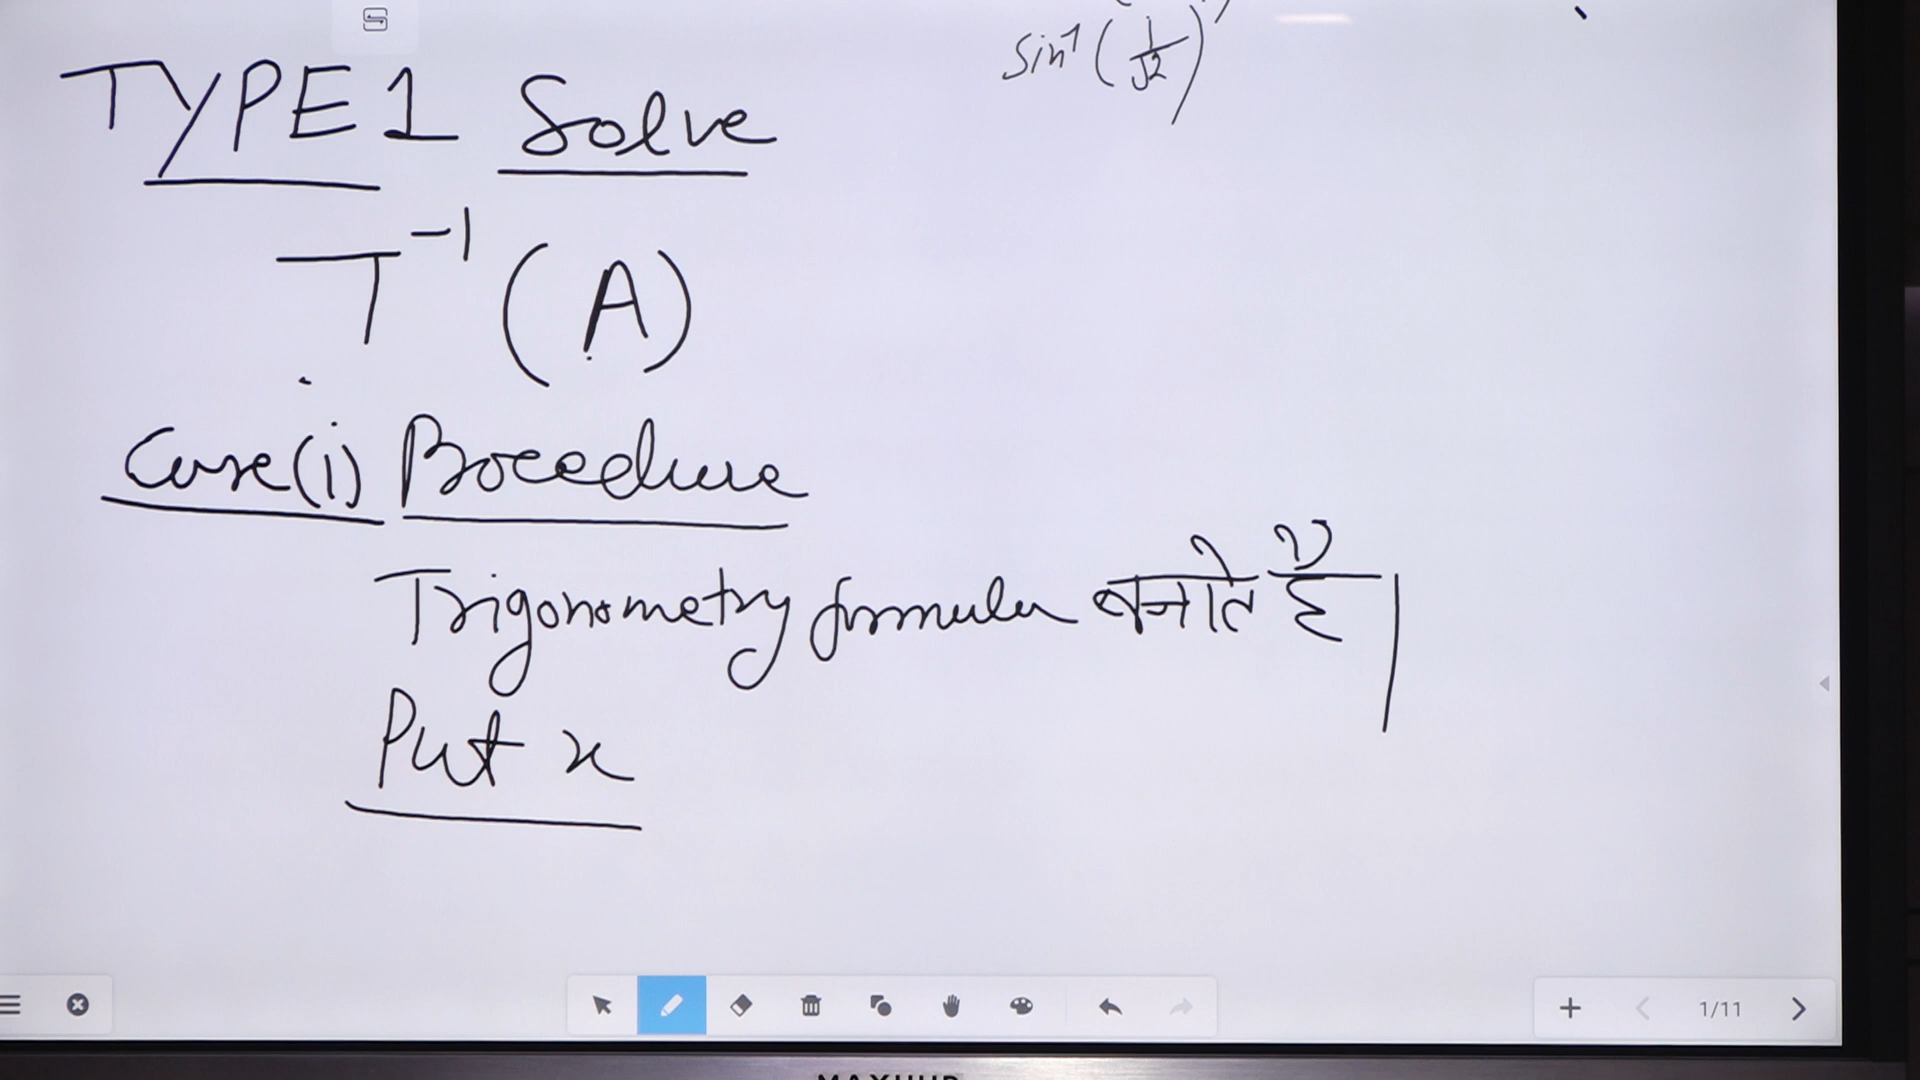 sin⁻¹ (1/√2)
TYPE 1 Solve
T⁻¹ (A)
Case(i) Procedure
Trigonometry formula बनाते है।
Put x
1/11